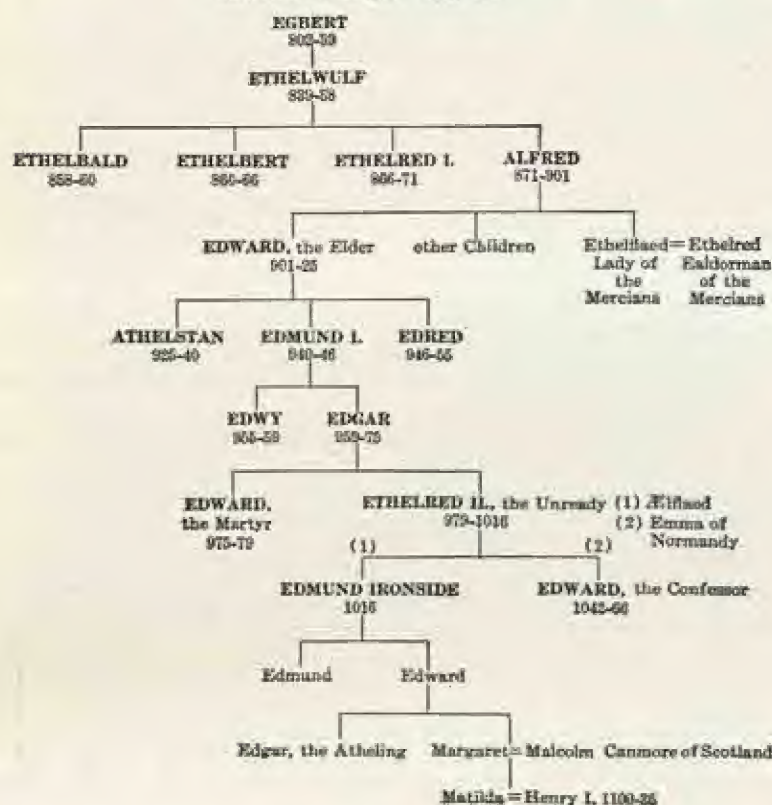 EGBERT
802-39
ETHELWULF
839-58
ETHELBALD ETHELBERT ETHELRED I. ALFRED
858-60 860-66 866-71 871-901
EDWARD, the Elder other Children Ethelflaed = Ethelred
901-25 Lady of Ealdorman
the of the
Mercians Mercians
ATHELSTAN EDMUND I. EDRED
925-40 940-46 946-55
EDWY EDGAR
955-59 959-75
EDWARD, ETHELRED II., the Unready (1) Ælflaed
the Martyr 979-1016 (2) Emma of
975-79 (1) (2) Normandy
EDMUND IRONSIDE EDWARD, the Confessor
1016 1042-66
Edmund Edward
Edgar, the Atheling Margaret = Malcolm Canmore of Scotland
Matilda = Henry I, 1100-35